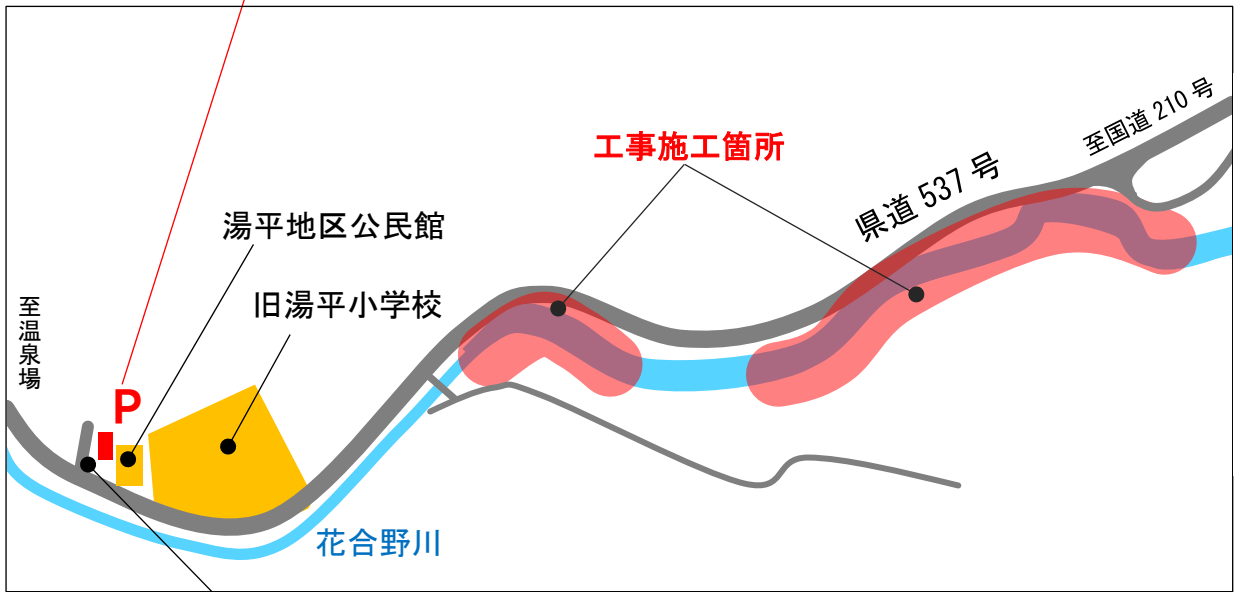 至国道 210 号
工事施工箇所
県道 537 号
湯平地区公民館
旧湯平小学校
至温泉場
P
花合野川